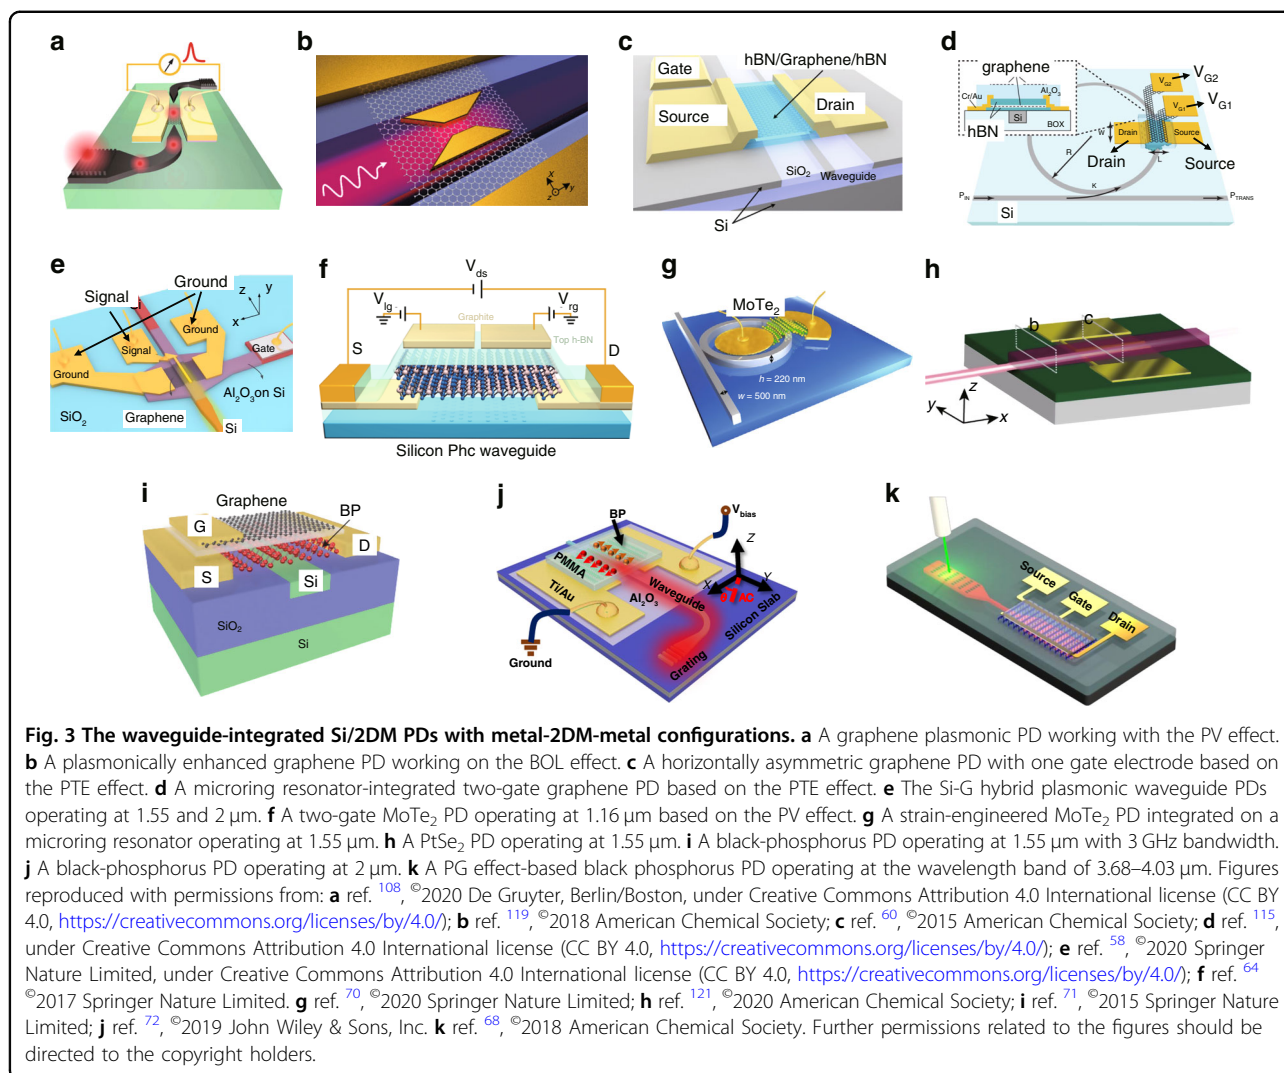 a
b
x
y
z
c
Gate
Source
hBN/Graphene/hBN
Drain
SiO2
Waveguide
Si
d
graphene
Cr/Au
Al2O3
Si
BOX
hBN
VG2
VG1
VG2
VG1
W
Drain
Source
L
R
Drain
Source
K
PIN
PTRANS
Si
e
Signal
Ground
z
y
x
Ground
Signal
Gate
Ground
Al2O3 on Si
Graphene
SiO2
Si
f
Vds
Vlg
Vrg
Graphite
Top h-BN
S
D
Silicon Phc waveguide
g
MoTe2
h = 220 nm
w = 500 nm
h
b
c
z
y
x
i
Graphene
BP
G
D
S
Si
SiO2
Si
j
BP
Vbias
Z
PMMA
X
Y
Waveguide
Ti/Au
Al2O3
Silicon Slab
Grating
Ground
k
Source
Gate
Drain
Fig. 3 The waveguide-integrated Si/2DM PDs with metal-2DM-metal configurations. a A graphene plasmonic PD working with the PV effect.
b A plasmonically enhanced graphene PD working on the BOL effect. c A horizontally asymmetric graphene PD with one gate electrode based on
the PTE effect. d A microring resonator-integrated two-gate graphene PD based on the PTE effect. e The Si-G hybrid plasmonic waveguide PDs
operating at 1.55 and 2 μm. f A two-gate MoTe2 PD operating at 1.16 μm based on the PV effect. g A strain-engineered MoTe2 PD integrated on a
microring resonator operating at 1.55 μm. h A PtSe2 PD operating at 1.55 μm. i A black-phosphorus PD operating at 1.55 μm with 3 GHz bandwidth.
j A black-phosphorus PD operating at 2 μm. k A PG effect-based black phosphorus PD operating at the wavelength band of 3.68–4.03 μm. Figures
reproduced with permissions from: a ref. 108, ©2020 De Gruyter, Berlin/Boston, under Creative Commons Attribution 4.0 International license (CC BY
4.0, https://creativecommons.org/licenses/by/4.0/); b ref. 119, ©2018 American Chemical Society; c ref. 60, ©2015 American Chemical Society; d ref. 115,
under Creative Commons Attribution 4.0 International license (CC BY 4.0, https://creativecommons.org/licenses/by/4.0/); e ref. 58, ©2020 Springer
Nature Limited, under Creative Commons Attribution 4.0 International license (CC BY 4.0, https://creativecommons.org/licenses/by/4.0/); f ref. 64
©2017 Springer Nature Limited. g ref. 70, ©2020 Springer Nature Limited; h ref. 121, ©2020 American Chemical Society; i ref. 71, ©2015 Springer Nature
Limited; j ref. 72, ©2019 John Wiley & Sons, Inc. k ref. 68, ©2018 American Chemical Society. Further permissions related to the figures should be
directed to the copyright holders.